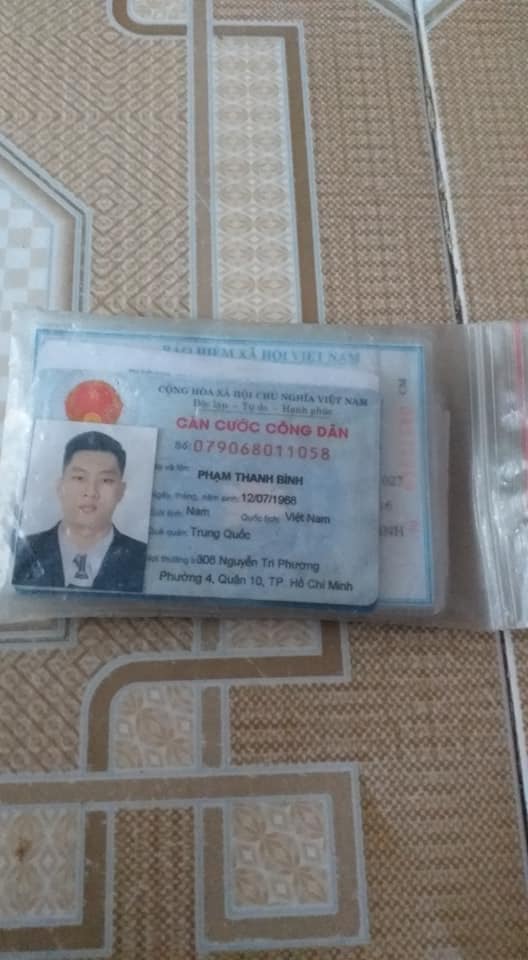 BẢO HIỂM XÃ HỘI VIỆT NAM
CỘNG HÒA XÃ HỘI CHỦ NGHĨA VIỆT NAM
Độc lập - Tự do - Hạnh phúc
CĂN CƯỚC CÔNG DÂN
Số: 079068011058
và tên:
PHẠM THANH BÌNH
Ngày, tháng, năm sinh: 12/07/1968
Giới tính: Nam Quốc tịch: Việt Nam
Quê quán: Trung Quốc
Nơi thường trú: 308 Nguyễn Tri Phương
Phường 4, Quận 10, TP. Hồ Chí Minh
027